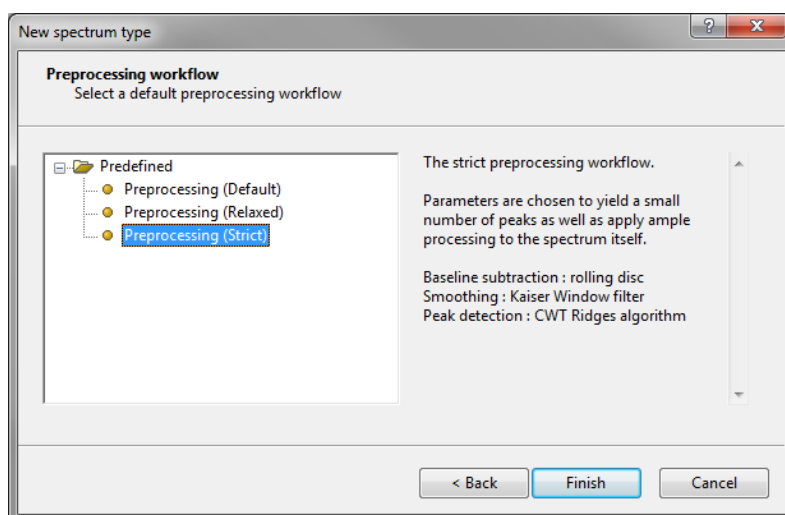 New spectrum type
?
X
Preprocessing workflow
Select a default preprocessing workflow
Predefined
Preprocessing (Default)
Preprocessing (Relaxed)
Preprocessing (Strict)
The strict preprocessing workflow.
Parameters are chosen to yield a small
number of peaks as well as apply ample
processing to the spectrum itself.
Baseline subtraction : rolling disc
Smoothing : Kaiser Window filter
Peak detection : CWT Ridges algorithm
< Back
Finish
Cancel